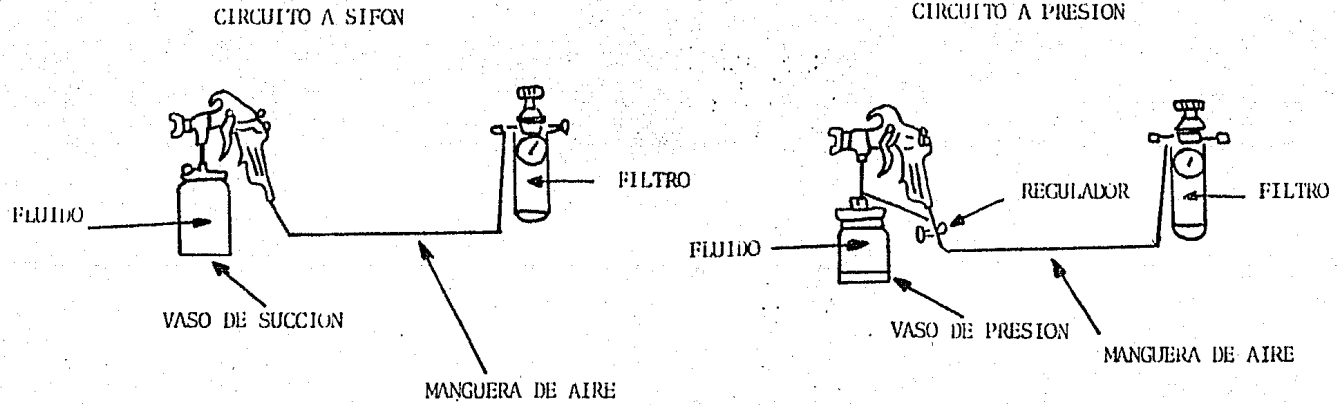 CIRCUITO A SIFON
FILTRO
FLUIDO
VASO DE SUCCION
MANGUERA DE AIRE
CIRCUITO A PRESION
REGULADOR
FILTRO
FLUIDO
VASO DE PRESION
MANGUERA DE AIRE